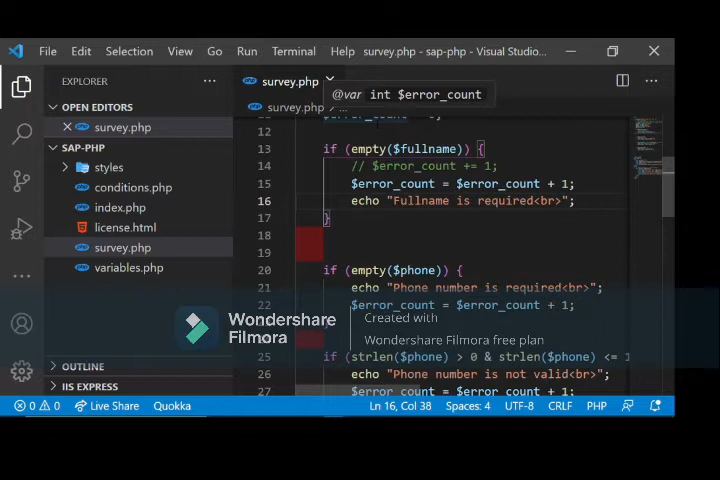 File Edit Selection View Go Run Terminal Help survey.php - sap-php - Visual Studio...
EXPLORER
survey.php
@var int $error_count
OPEN EDITORS
survey.php
survey.php
SAP-PHP
styles
conditions.php
index.php
license.html
survey.php
variables.php
OUTLINE
IIS EXPRESS
12
13 if (empty($fullname)) {
14 // $error_count += 1;
15 $error_count = $error_count + 1;
16 echo "Fullname is required<br>";
17 }
18
19
20 if (empty($phone)) {
21 echo "Phone number is required<br>";
22 $error_count = $error_count + 1;
25 if (strlen($phone) > 0 & strlen($phone) <= 1
26 echo "Phone number is not valid<br>";
27 $error_count = $error_count + 1;
Wondershare
Filmora
Created with
Wondershare Filmora free plan
0 0 Live Share Quokka Ln 16, Col 38 Spaces: 4 UTF-8 CRLF PHP